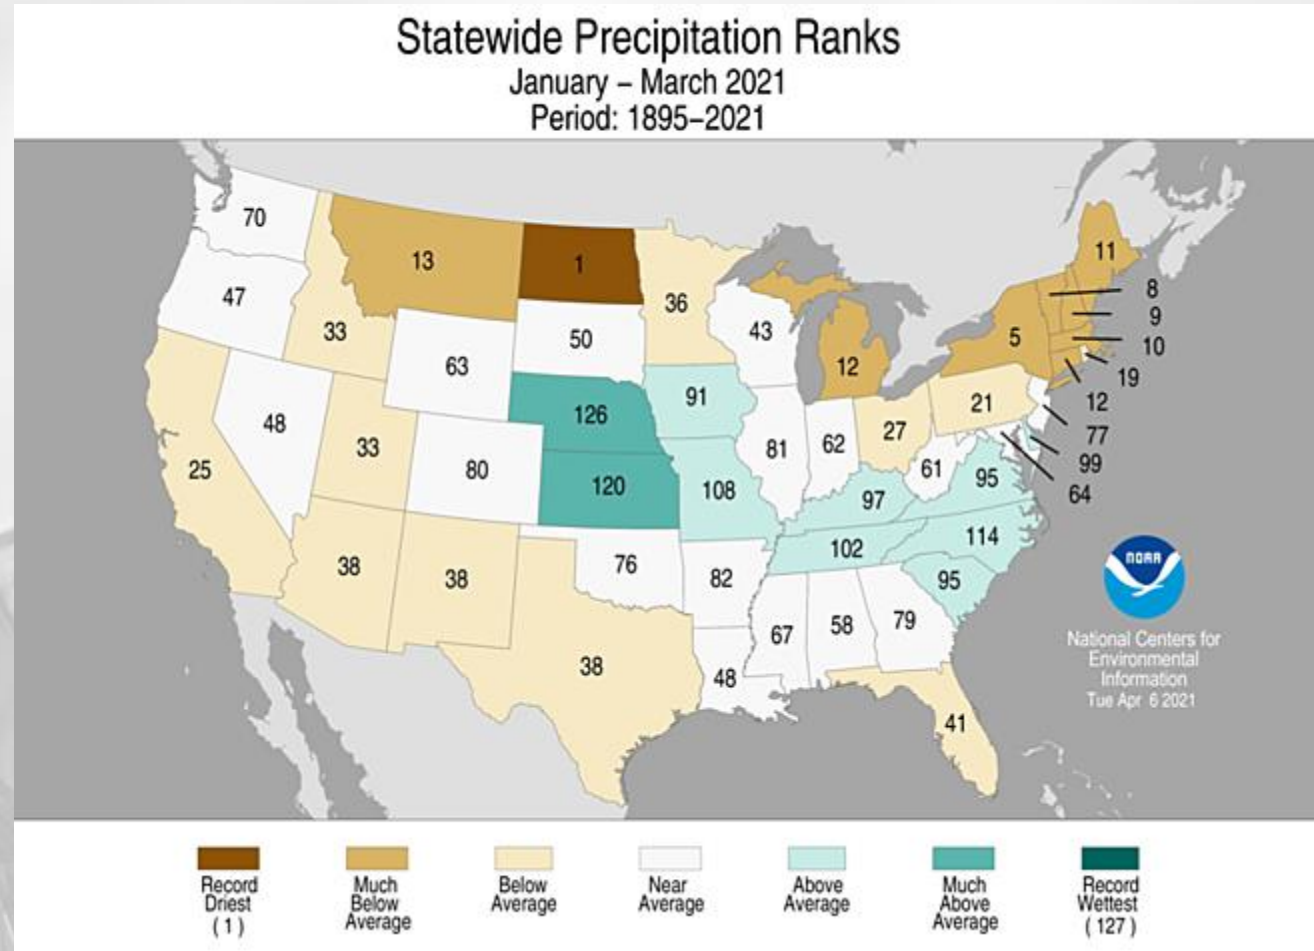 Statewide Precipitation Ranks
January – March 2021
Period: 1895–2021
70
47
33
13
1
36
50
63
43
12
5
11
8
9
10
19
12
77
99
64
48
33
25
80
126
91
120
108
81
62
27
21
61
95
97
102
114
95
38
38
76
82
38
48
67
58
79
41
NOAA
National Centers for
Environmental
Information
Tue Apr 6 2021
Record
Driest
( 1 )
Much
Below
Average
Below
Average
Near
Average
Above
Average
Much
Above
Average
Record
Wettest
( 127 )